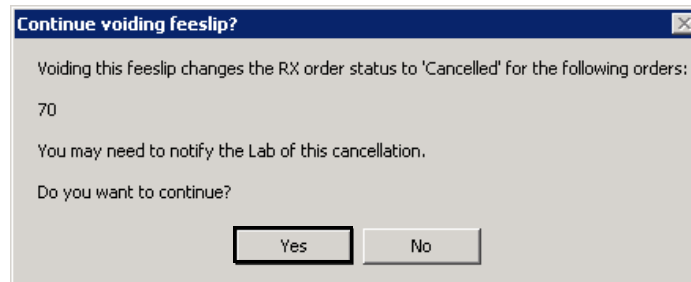 Continue voiding feeslip?
Voiding this feeslip changes the RX order status to 'Cancelled' for the following orders:
70
You may need to notify the Lab of this cancellation.
Do you want to continue?
Yes No